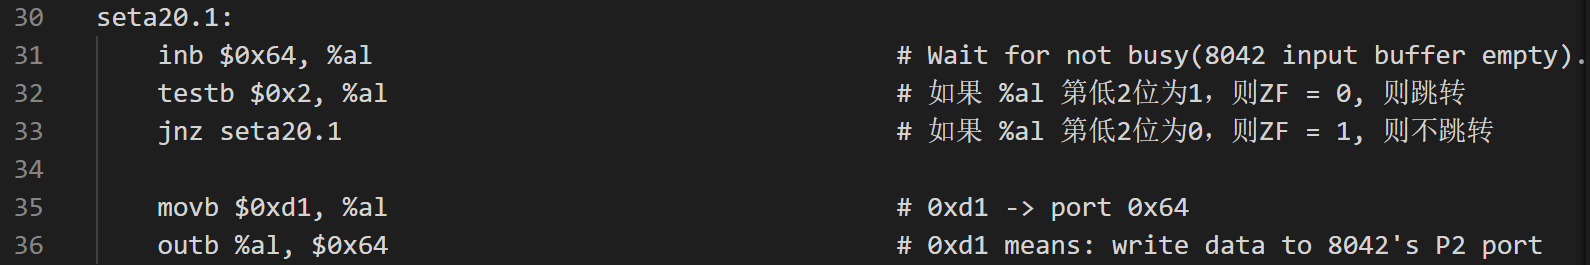 30 seta20.1:
31 inb $0x64, %al # Wait for not busy(8042 input buffer empty).
32 testb $0x2, %al # 如果 %al 第低2位为1，则ZF = 0, 则跳转
33 jnz seta20.1 # 如果 %al 第低2位为0，则ZF = 1, 则不跳转
34
35 movb $0xd1, %al # 0xd1 -> port 0x64
36 outb %al, $0x64 # 0xd1 means: write data to 8042's P2 port